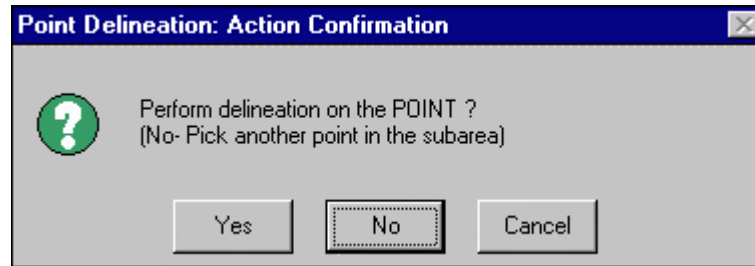 Point Delineation: Action Confirmation
Perform delineation on the POINT ?
(No- Pick another point in the subarea)
Yes No Cancel